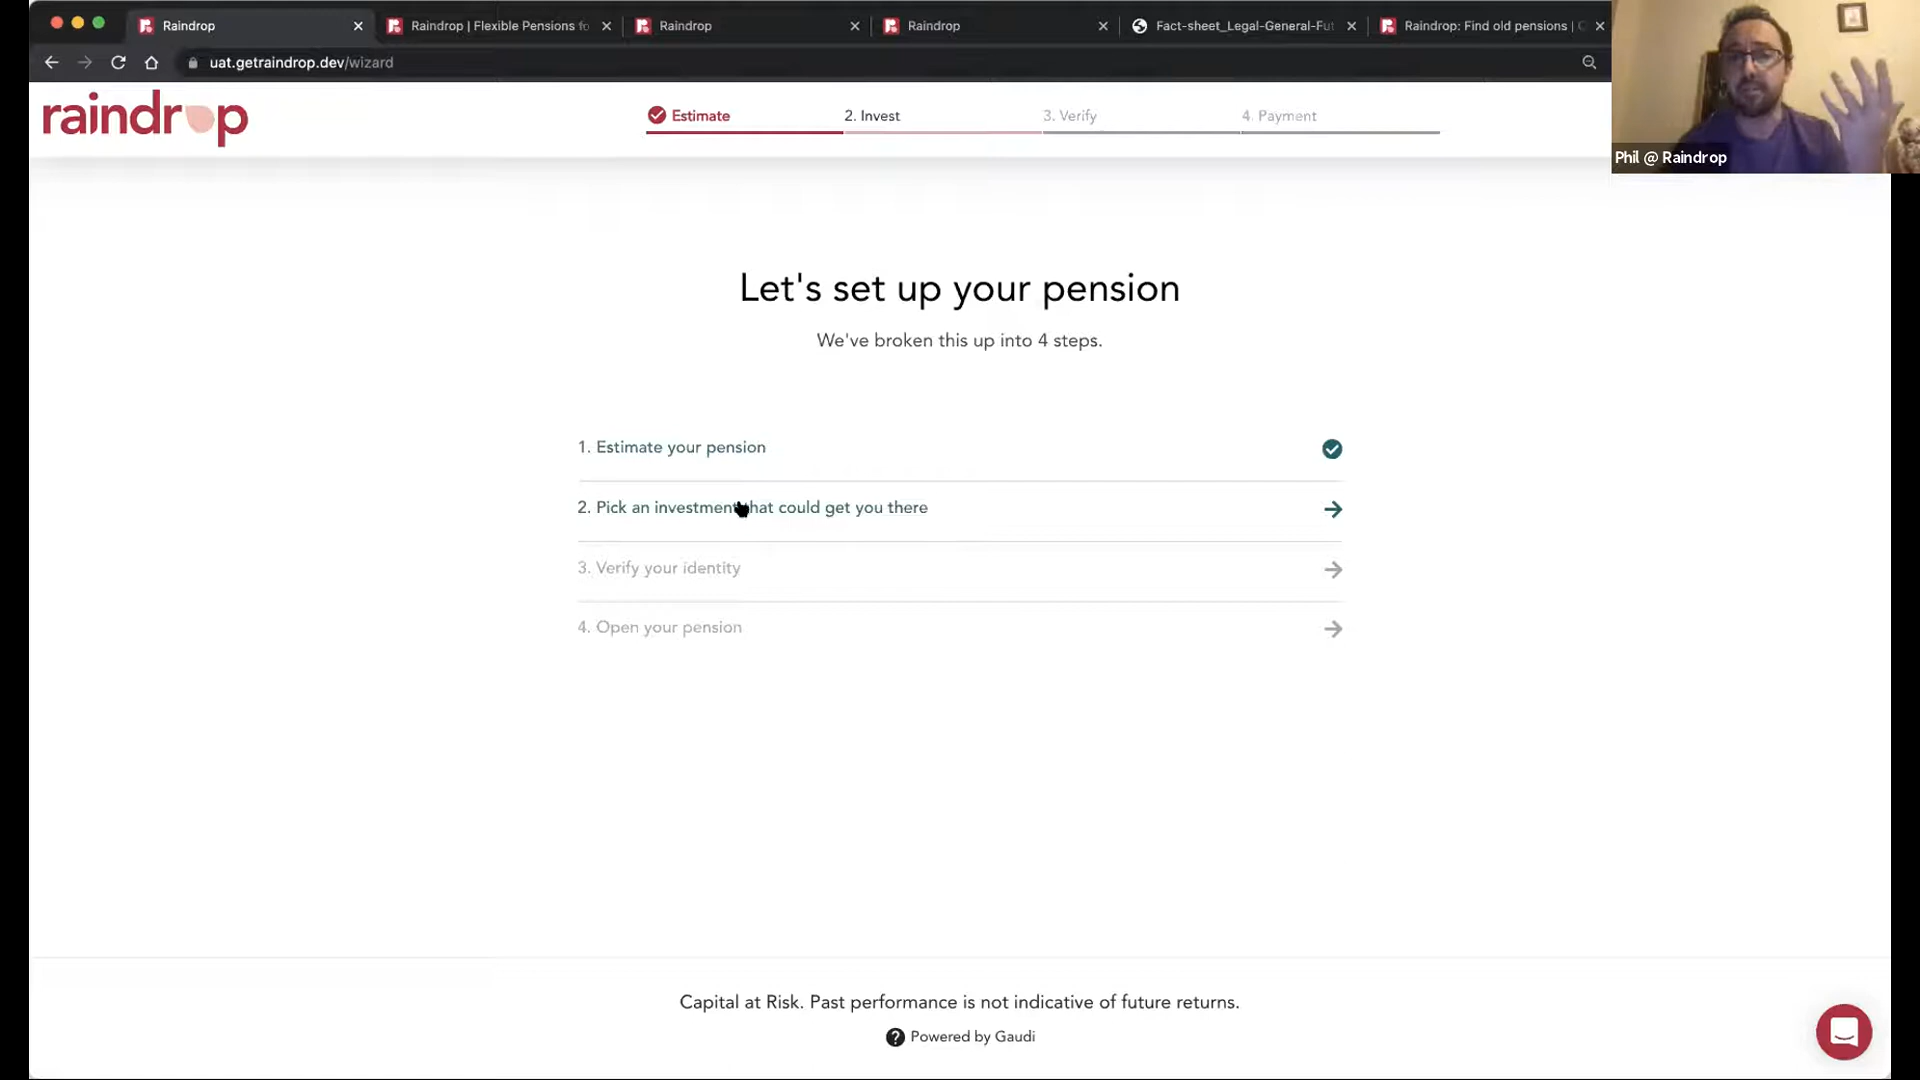 Raindrop
Raindrop | Flexible Pensions fo
Raindrop
Raindrop
Fact-sheet_Legal-General-Fut
Raindrop: Find old pensions |
uat.getraindrop.dev/wizard
raindrop
Estimate
2. Invest
3. Verify
4. Payment
Phil @ Raindrop
Let's set up your pension
We've broken this up into 4 steps.
1. Estimate your pension
2. Pick an investment that could get you there
3. Verify your identity
4. Open your pension
Capital at Risk. Past performance is not indicative of future returns.
? Powered by Gaudi